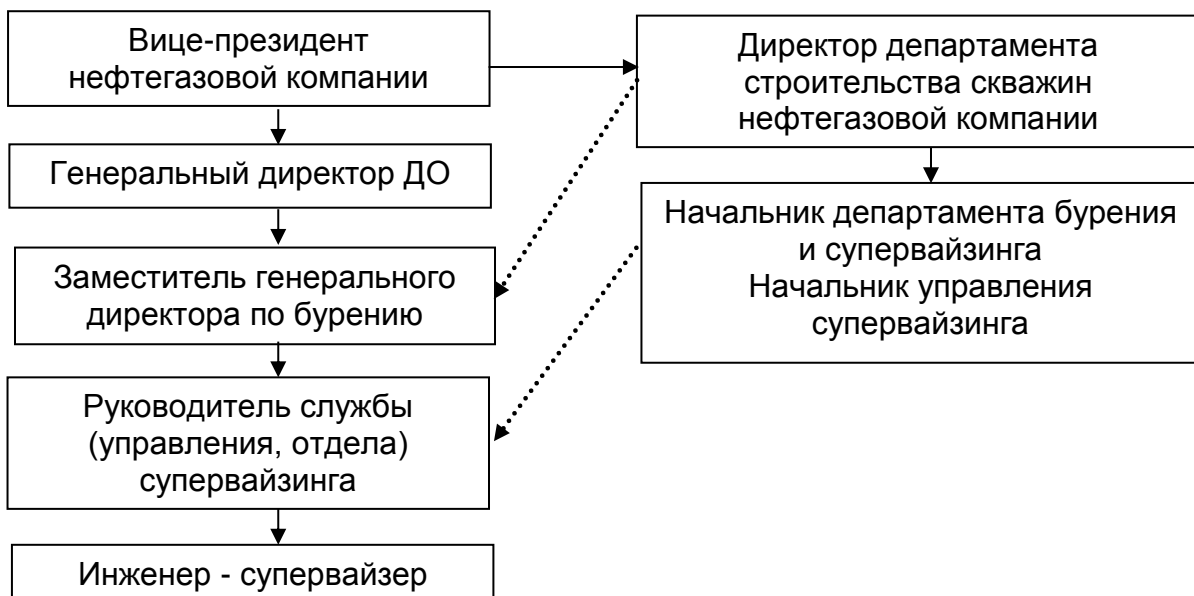 Вице-президент
нефтегазовой компании
Генеральный директор ДО
Заместитель генерального
директора по бурению
Руководитель службы
(управления, отдела)
супервайзинга
Инженер - супервайзер
Директор департамента
строительства скважин
нефтегазовой компании
Начальник департамента бурения
и супервайзинга
Начальник управления
супервайзинга